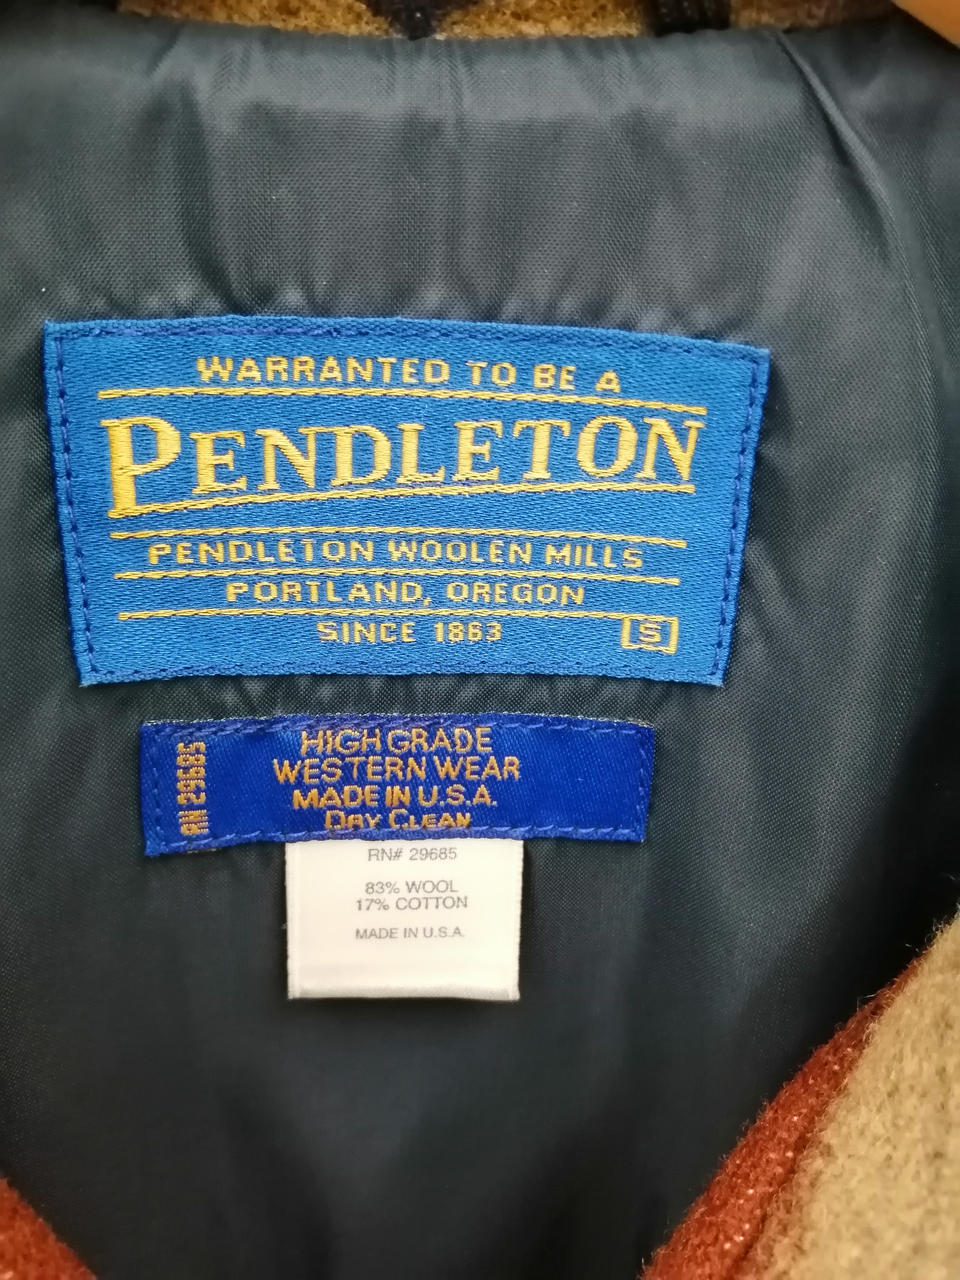 WARRANTED TO BE A
PENDLETON
PENDLETON WOOLEN MILLS
PORTLAND, OREGON
SINCE 1863
S
RN 29685
HIGH GRADE
WESTERN WEAR
MADE IN U.S.A.
DRY CLEAN
RN# 29685
83% WOOL
17% COTTON
MADE IN U.S.A.